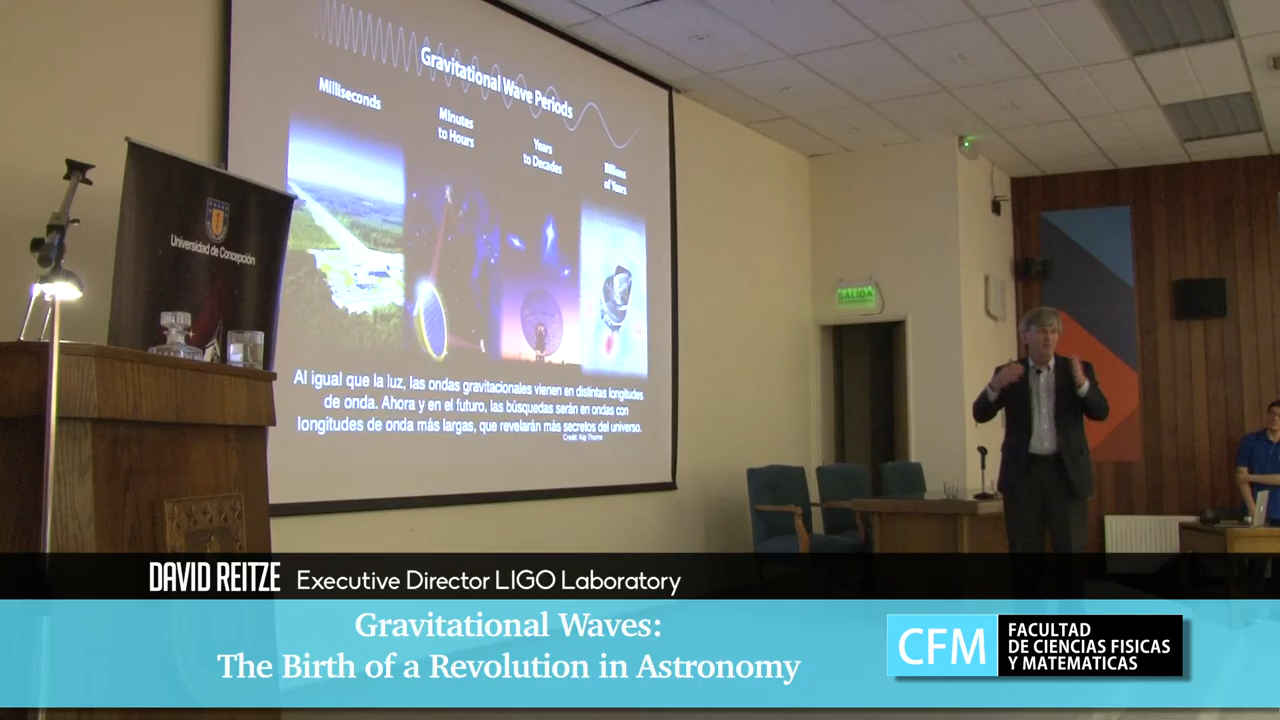 Gravitational Wave Periods
Milliseconds
Minutes
to Hours
Years
to Decades
Billions
of Years
Al igual que la luz, las ondas gravitacionales vienen en distintas longitudes
de onda. Ahora y en el futuro, las búsquedas serán en ondas con
longitudes de onda más largas, que revelarán más secretos del universo.
Credit: Kip Thorne
Universidad de Concepción
SALIDA
DAVID REITZE Executive Director LIGO Laboratory
Gravitational Waves:
The Birth of a Revolution in Astronomy
CFM
FACULTAD
DE CIENCIAS FISICAS
Y MATEMATICAS